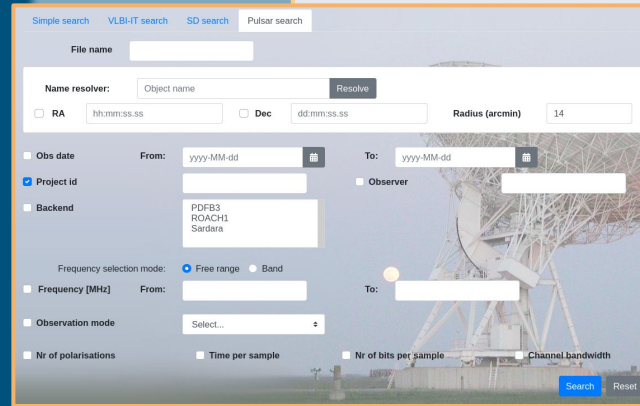 Simple search VLBI-IT search SD search Pulsar search
File name
Name resolver: Object name Resolve
RA hh:mm:ss.ss Dec dd:mm:ss.ss Radius (arcmin) 14
Obs date From: yyyy-MM-dd To: yyyy-MM-dd
Project id Observer
Backend PDFB3
ROACH1
Sardara
Frequency selection mode: Free range Band
Frequency [MHz] From: To:
Observation mode Select...
Nr of polarisations Time per sample Nr of bits per sample Channel bandwidth
Search Reset